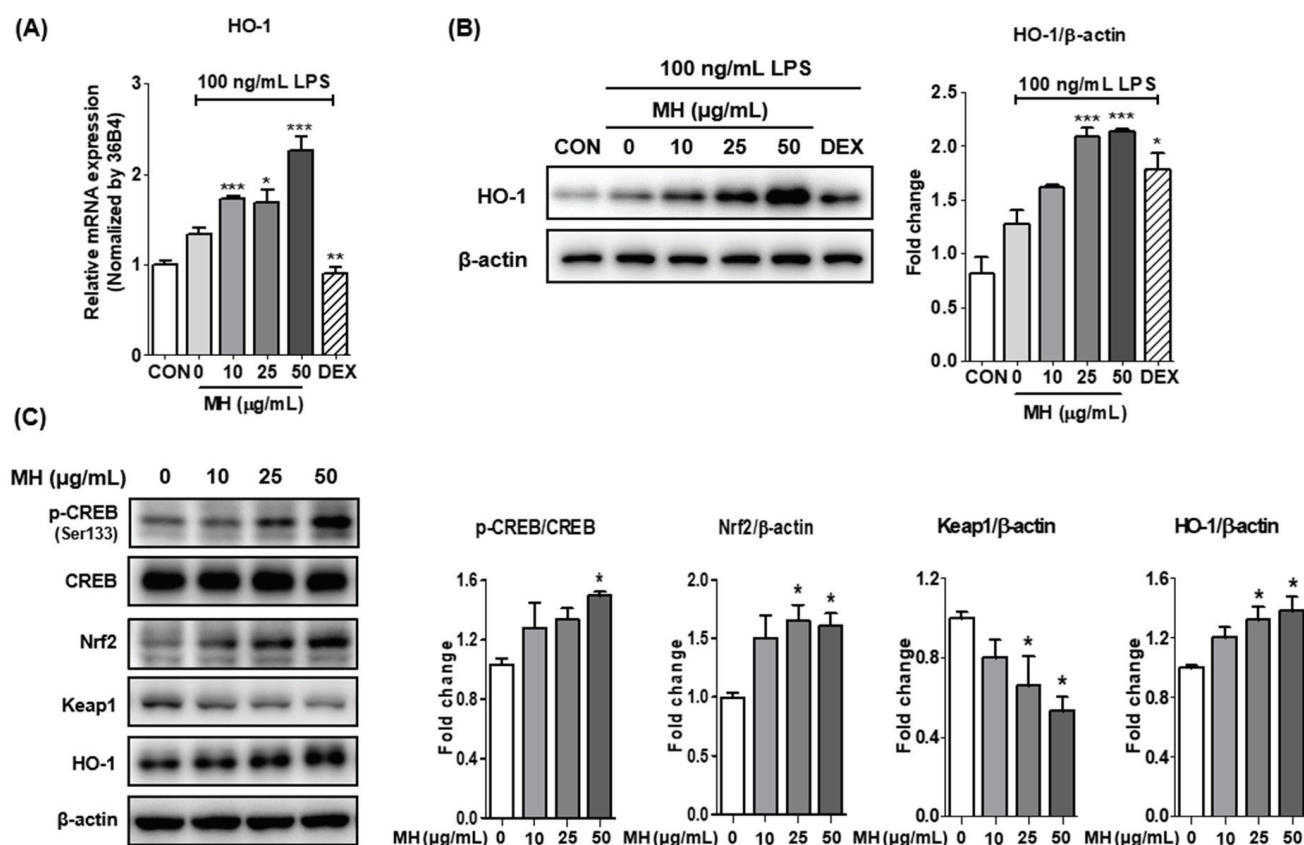 (A)
HO-1
100 ng/mL LPS
Relative mRNA expression
(Nomalized by 36B4)
3
2
1
0
***
*
***
**
CON 0 10 25 50 DEX
MH (μg/mL)
(B)
100 ng/mL LPS
MH (μg/mL)
CON 0 10 25 50 DEX
HO-1
β-actin
HO-1/β-actin
100 ng/mL LPS
Fold change
2.5
2.0
1.5
1.0
0.5
0.0
***
***
*
CON 0 10 25 50 DEX
MH (μg/mL)
(C)
MH (μg/mL) 0 10 25 50
p-CREB
(Ser133)
CREB
Nrf2
Keap1
HO-1
β-actin
p-CREB/CREB
Fold change
1.6
1.2
0.8
0.4
0.0
*
MH (μg/mL) 0 10 25 50
Nrf2/β-actin
Fold change
2.0
1.5
1.0
0.5
0.0
* *
MH (μg/mL) 0 10 25 50
Keap1/β-actin
Fold change
1.2
0.8
0.4
0.0
*
*
MH (μg/mL) 0 10 25 50
HO-1/β-actin
Fold change
1.6
1.2
0.8
0.4
0.0
* *
MH (μg/mL) 0 10 25 50